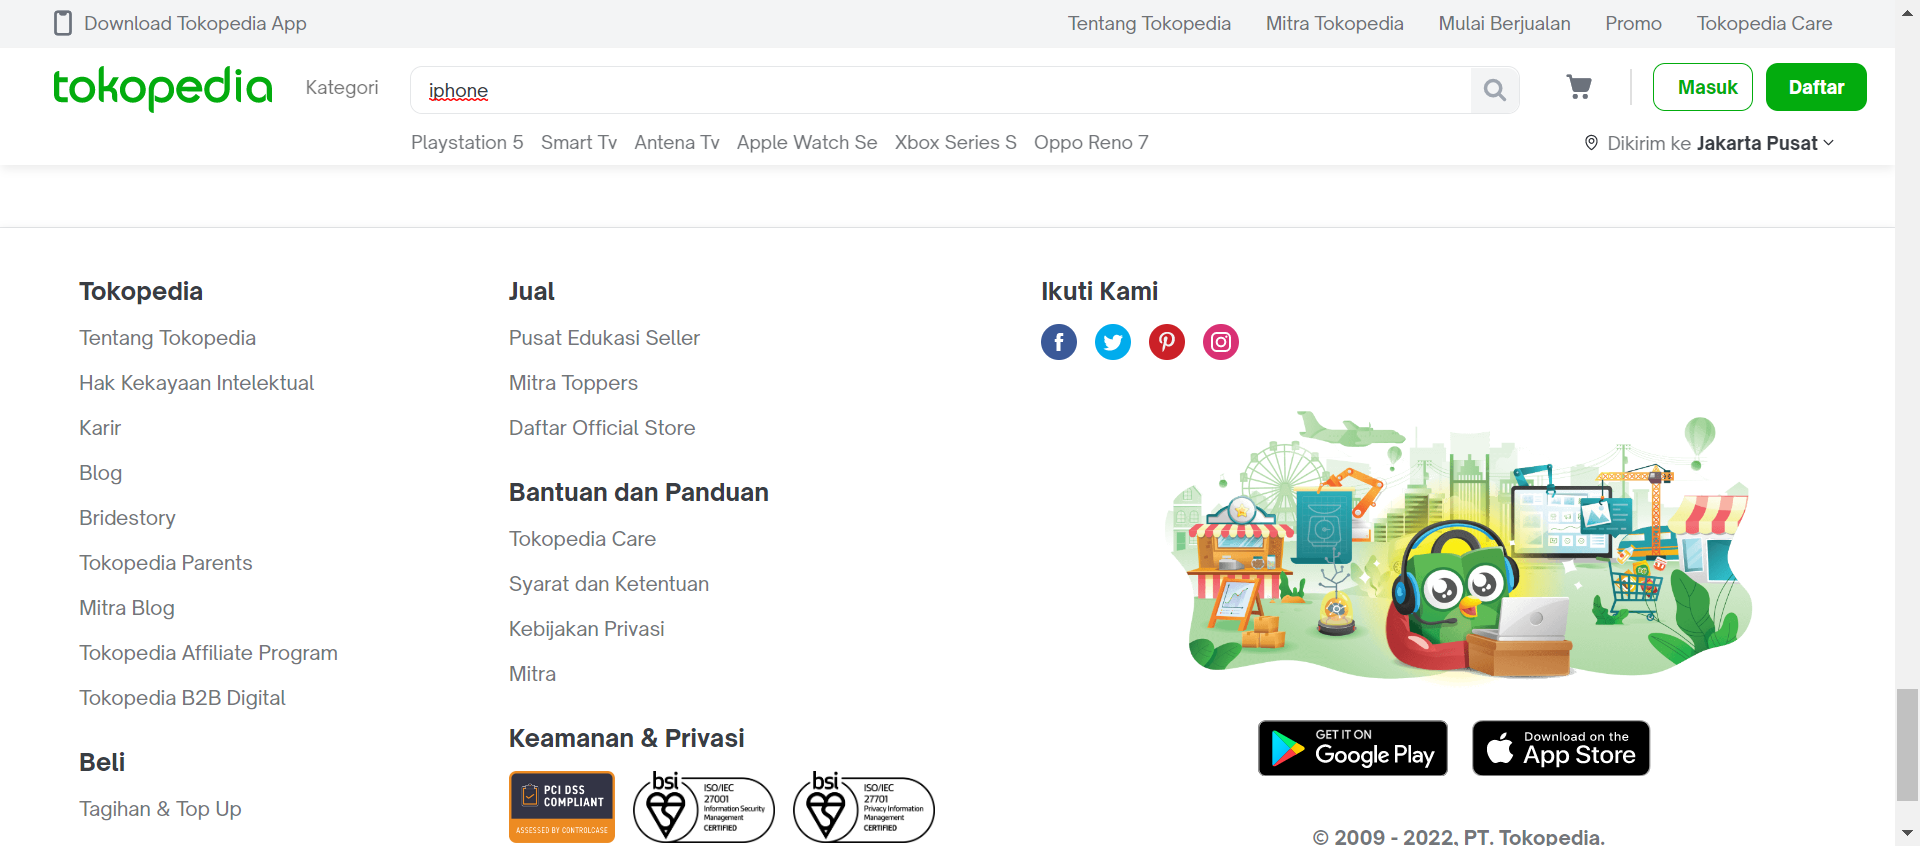 Download Tokopedia App
Tentang Tokopedia Mitra Tokopedia Mulai Berjualan Promo Tokopedia Care
tokopedia Kategori iphone Masuk Daftar
Playstation 5 Smart Tv Antena Tv Apple Watch Se Xbox Series S Oppo Reno 7 Dikirim ke Jakarta Pusat
Tokopedia
Tentang Tokopedia
Hak Kekayaan Intelektual
Karir
Blog
Bridestory
Tokopedia Parents
Mitra Blog
Tokopedia Affiliate Program
Tokopedia B2B Digital
Beli
Tagihan & Top Up
Jual
Pusat Edukasi Seller
Mitra Toppers
Daftar Official Store
Bantuan dan Panduan
Tokopedia Care
Syarat dan Ketentuan
Kebijakan Privasi
Mitra
Keamanan & Privasi
PCI DSS
COMPLIANT
ASSESSED BY CONTROLCASE
bsi
ISO/IEC
27001
Information Security
Management
CERTIFIED
bsi
ISO/IEC
27701
Privacy Information
Management
CERTIFIED
Ikuti Kami
GET IT ON
Google Play
Download on the
App Store
© 2009 - 2022, PT. Tokopedia.